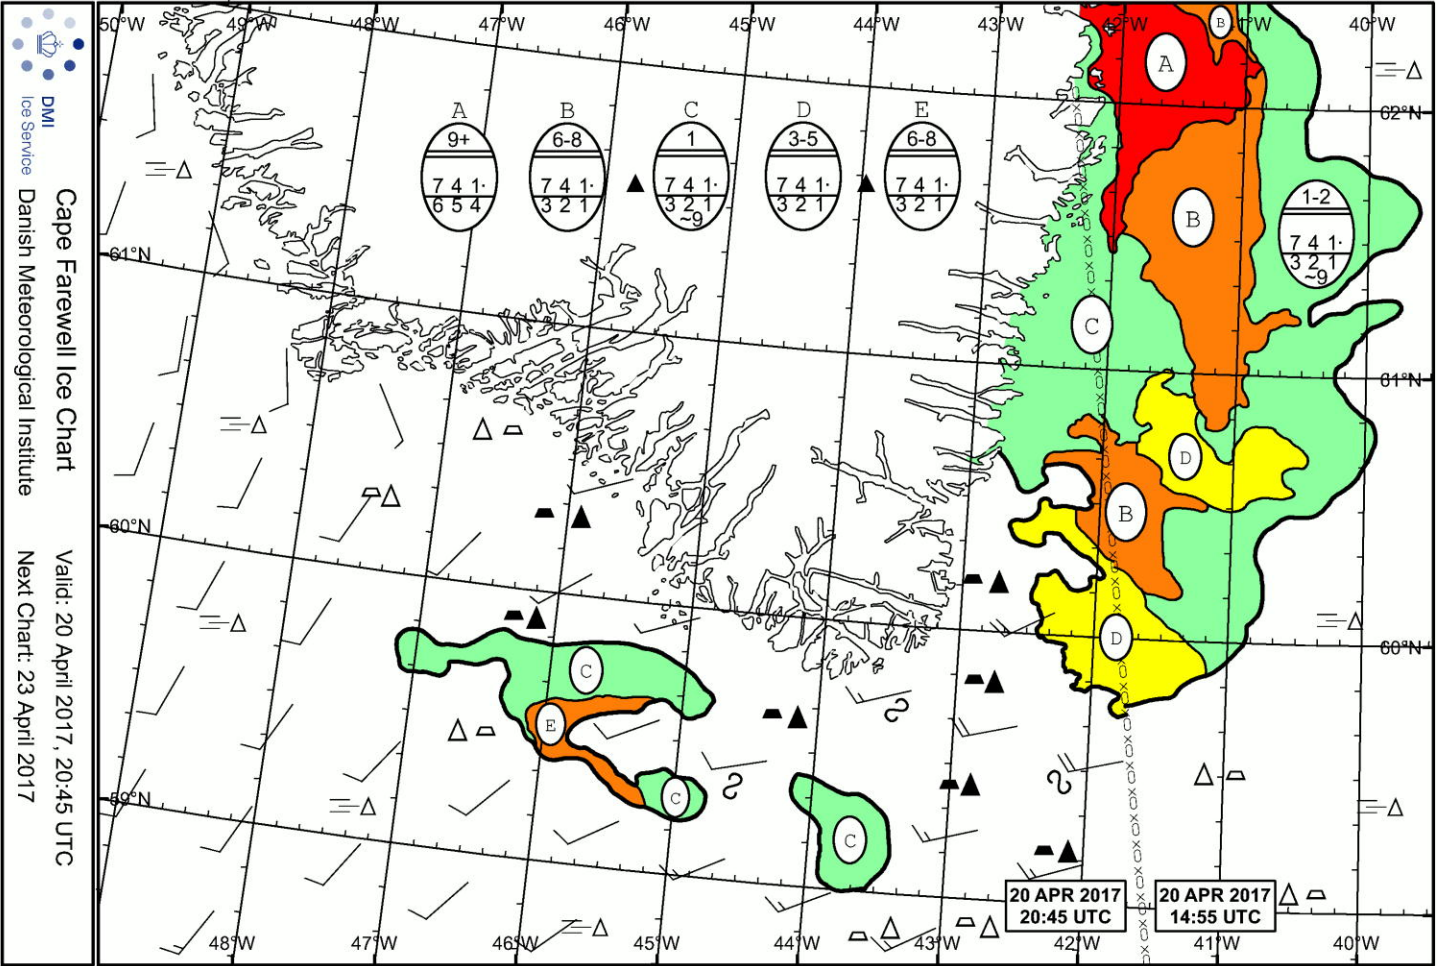 DMI
Ice Service
Cape Farewell Ice Chart
Danish Meteorological Institute
Valid: 20 April 2017, 20:45 UTC
Next Chart: 23 April 2017
50°W 49°W 48°W 47°W 46°W 45°W 44°W 43°W 42°W 41°W 40°W
B
A
62°N
A B C D E
9+ 6-8 1 3-5 6-8
7 4 1· 7 4 1· 7 4 1· 7 4 1· 7 4 1·
6 5 4 3 2 1 3 2 1 3 2 1 3 2 1
~9
B
1-2
7 4 1·
3 2 1
~9
61°N
C
61°N
D
B
60°N
D
60°N
C
E
C
59°N
C
20 APR 2017
20:45 UTC
20 APR 2017
14:55 UTC
48°W 47°W 46°W 45°W 44°W 43°W 42°W 41°W 40°W